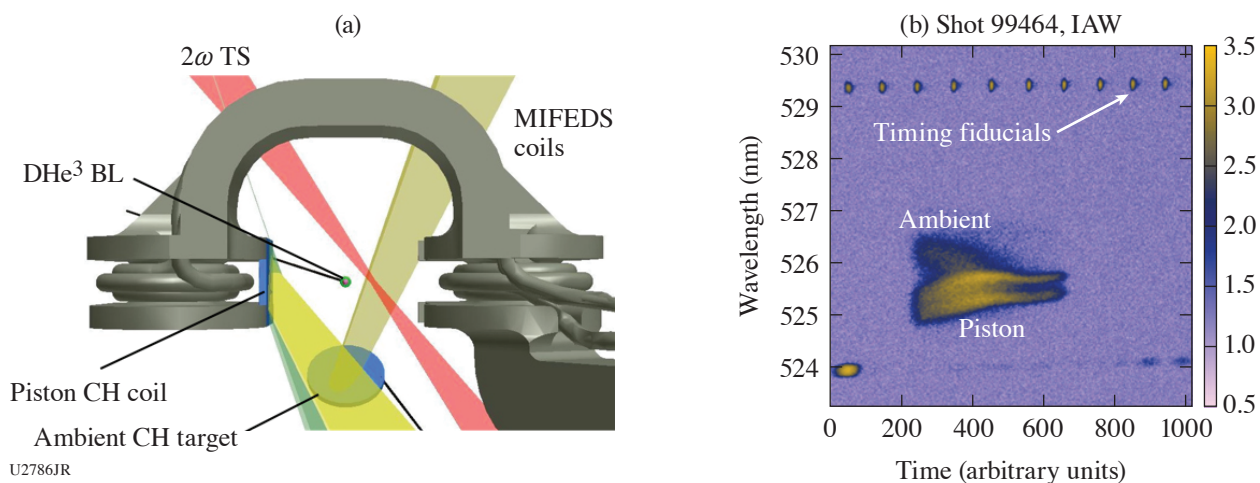 (a)
2ω TS
MIFEDS
coils
DHe³ BL
Piston CH coil
Ambient CH target
U2786JR
(b) Shot 99464, IAW
530
529
528
527
526
525
524
Wavelength (nm)
Timing fiducials
Ambient
Piston
0
200
400
600
800
1000
Time (arbitrary units)
3.5
3.0
2.5
2.0
1.5
1.0
0.5